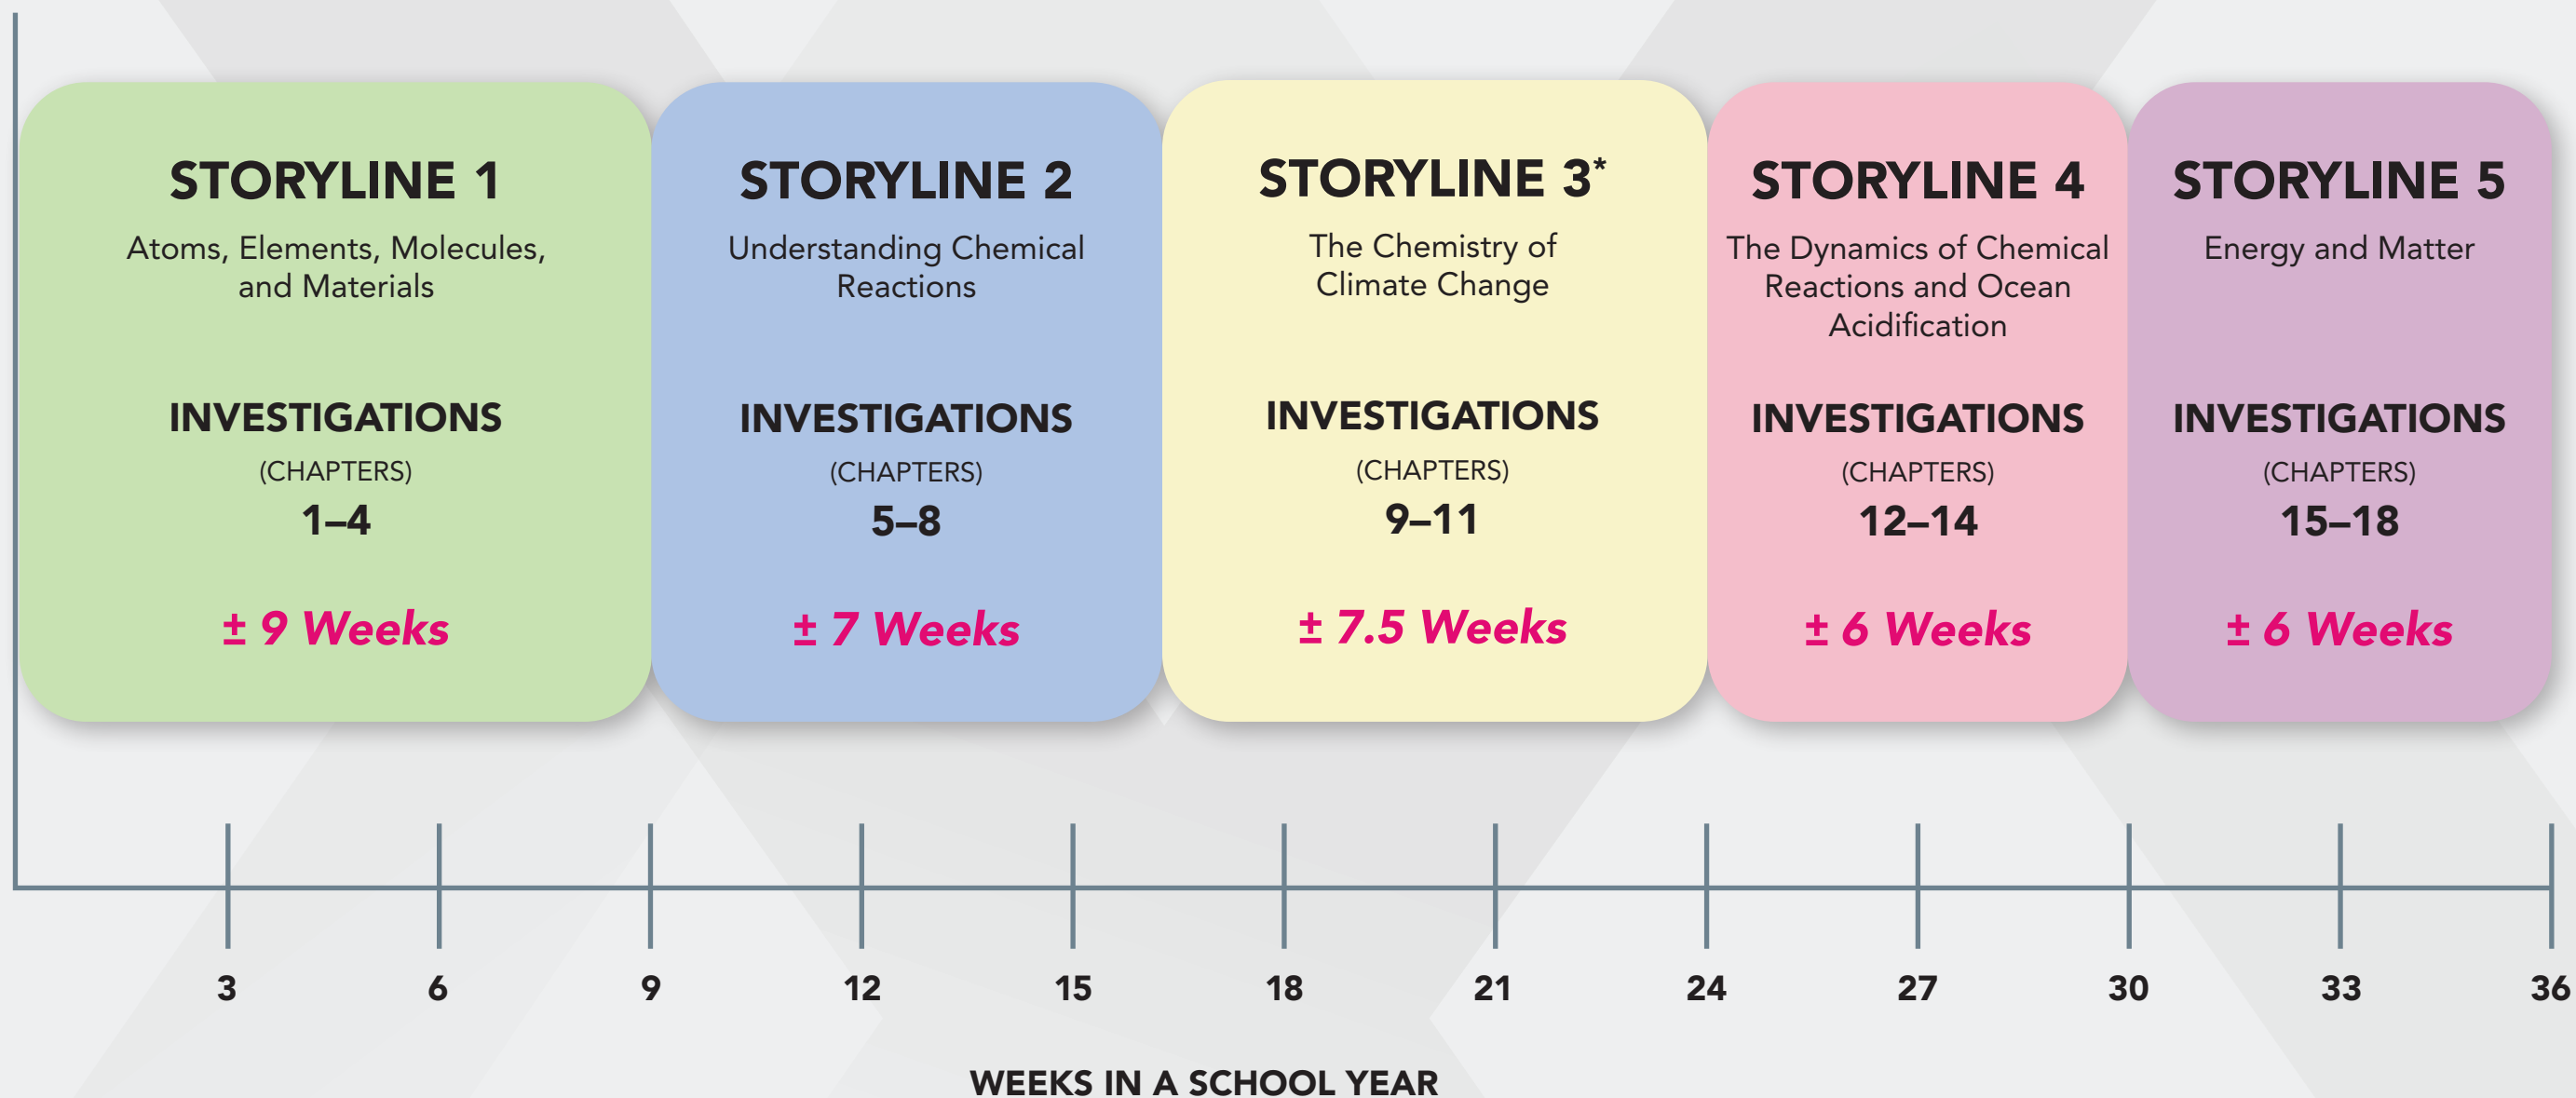 STORYLINE 1
Atoms, Elements, Molecules,
and Materials
INVESTIGATIONS
(CHAPTERS)
1–4
± 9 Weeks
STORYLINE 2
Understanding Chemical
Reactions
INVESTIGATIONS
(CHAPTERS)
5–8
± 7 Weeks
STORYLINE 3*
The Chemistry of
Climate Change
INVESTIGATIONS
(CHAPTERS)
9–11
± 7.5 Weeks
STORYLINE 4
The Dynamics of Chemical
Reactions and Ocean
Acidification
INVESTIGATIONS
(CHAPTERS)
12–14
± 6 Weeks
STORYLINE 5
Energy and Matter
INVESTIGATIONS
(CHAPTERS)
15–18
± 6 Weeks
3 6 9 12 15 18 21 24 27 30 33 36
WEEKS IN A SCHOOL YEAR